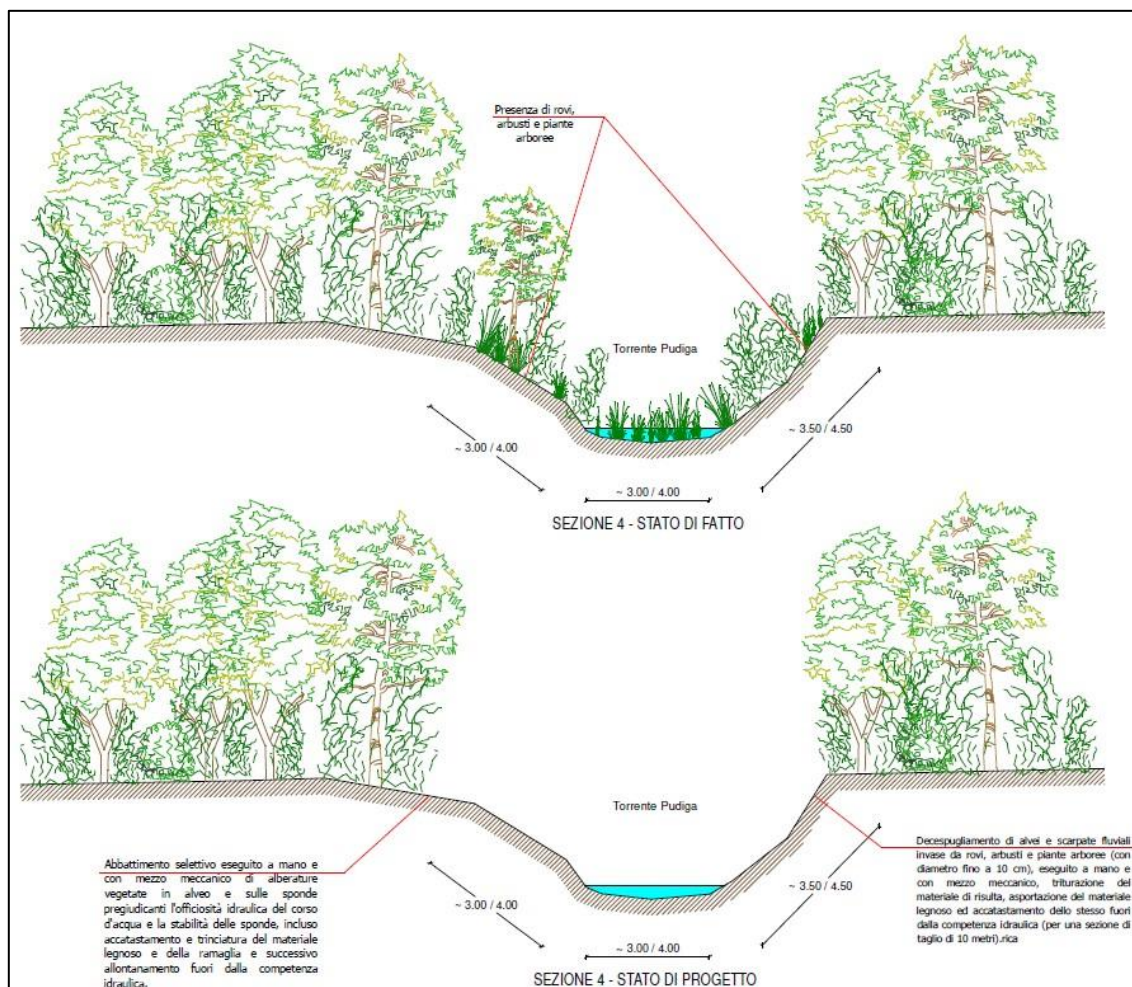 Presenza di rovi,
arbusti e piante
arboree
Torrente Pudiga
~ 3.00 / 4.00
~ 3.50 / 4.50
~ 3.00 / 4.00
SEZIONE 4 - STATO DI FATTO
Torrente Pudiga
Abbattimento selettivo eseguito a mano e
con mezzo meccanico di alberature
vegetate in alveo e sulle sponde
pregiudicanti l'officiosità idraulica del corso
d'acqua e la stabilità delle sponde, incluso
accatastamento e trinciatura del materiale
legnoso e della ramaglia e successivo
allontanamento fuori dalla competenza
idraulica.
Decespugliamento di alvei e scarpate fluviali
invase da rovi, arbusti e piante arboree (con
diametro fino a 10 cm), eseguito a mano e
con mezzo meccanico, triturazione del
materiale di risulta, asportazione del materiale
legnoso ed accatastamento dello stesso fuori
dalla competenza idraulica (per una sezione di
taglio di 10 metri).rica
~ 3.00 / 4.00
~ 3.50 / 4.50
~ 3.00 / 4.00
SEZIONE 4 - STATO DI PROGETTO